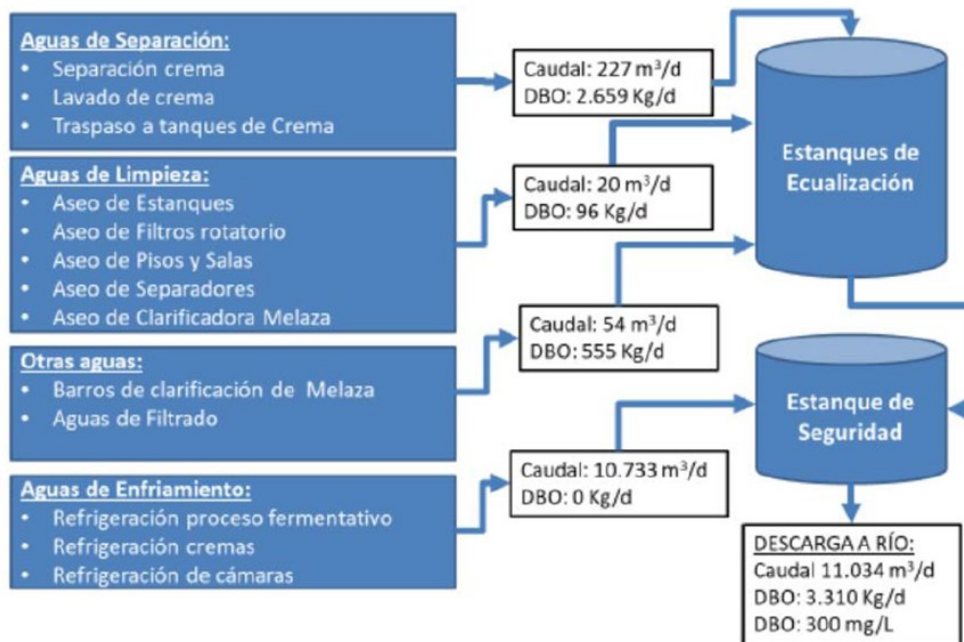 Aguas de Separación:
• Separación crema
• Lavado de crema
• Traspaso a tanques de Crema
Caudal: 227 m³/d
DBO: 2.659 Kg/d
Aguas de Limpieza:
• Aseo de Estanques
• Aseo de Filtros rotatorio
• Aseo de Pisos y Salas
• Aseo de Separadores
• Aseo de Clarificadora Melaza
Caudal: 20 m³/d
DBO: 96 Kg/d
Otras aguas:
• Barros de clarificación de Melaza
• Aguas de Filtrado
Caudal: 54 m³/d
DBO: 555 Kg/d
Aguas de Enfriamiento:
• Refrigeración proceso fermentativo
• Refrigeración cremas
• Refrigeración de cámaras
Caudal: 10.733 m³/d
DBO: 0 Kg/d
Estanques de
Ecualización
Estanque de
Seguridad
DESCARGA A RÍO:
Caudal 11.034 m³/d
DBO: 3.310 Kg/d
DBO: 300 mg/L